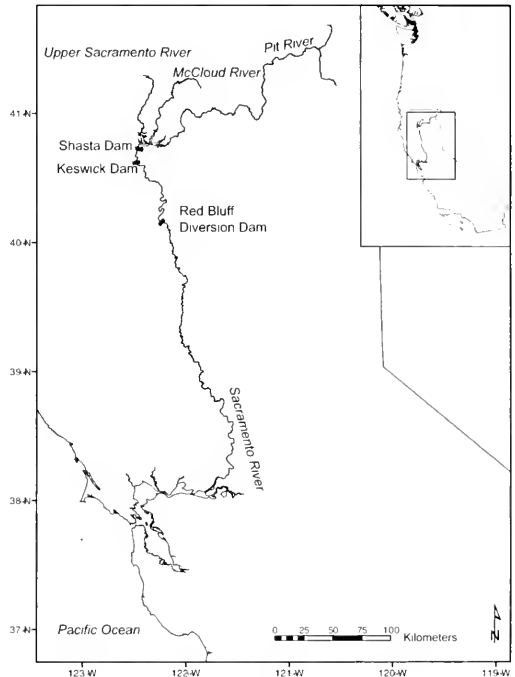 Upper Sacramento River
Pit River
McCloud River
41°N
Shasta Dam
Keswick Dam
Red Bluff
Diversion Dam
40°N
39°N
Sacramento River
38°N
37°N
Pacific Ocean
0 25 50 75 100
Kilometers
N
123°W
122°W
121°W
120°W
119°W